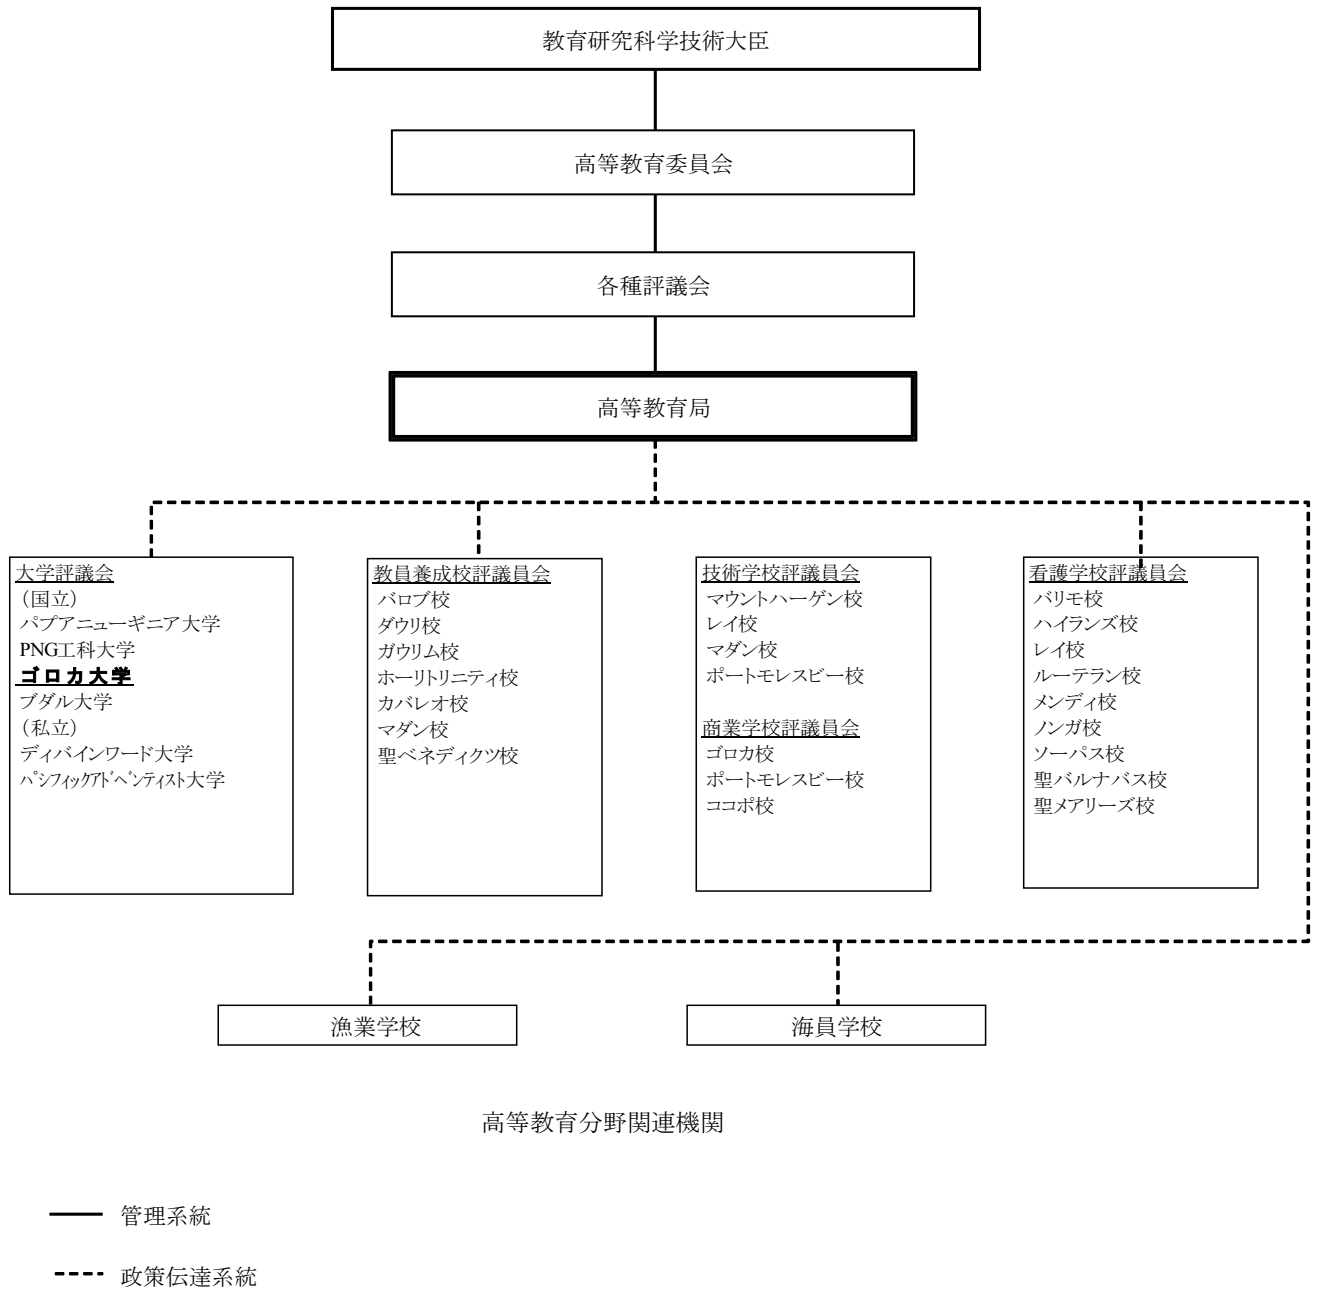 教育研究科学技術大臣
高等教育委員会
各種評議会
高等教育局
大学評議会
（国立）
パプアニューギニア大学
PNG工科大学
ゴロカ大学
ブダル大学
（私立）
ディバインワード大学
ﾊﾟｼﾌｨｯｸｱﾄﾞﾍﾞﾝﾃｨｽﾄ大学
教員養成校評議員会
バロブ校
ダウリ校
ガウリム校
ホーリトリニティ校
カバレオ校
マダン校
聖ベネディクツ校
技術学校評議員会
マウントハーゲン校
レイ校
マダン校
ポートモレスビー校
商業学校評議員会
ゴロカ校
ポートモレスビー校
ココポ校
看護学校評議員会
バリモ校
ハイランズ校
レイ校
ルーテラン校
メンディ校
ノンガ校
ソーパス校
聖バルナバス校
聖メアリーズ校
漁業学校
海員学校
高等教育分野関連機関
管理系統
政策伝達系統